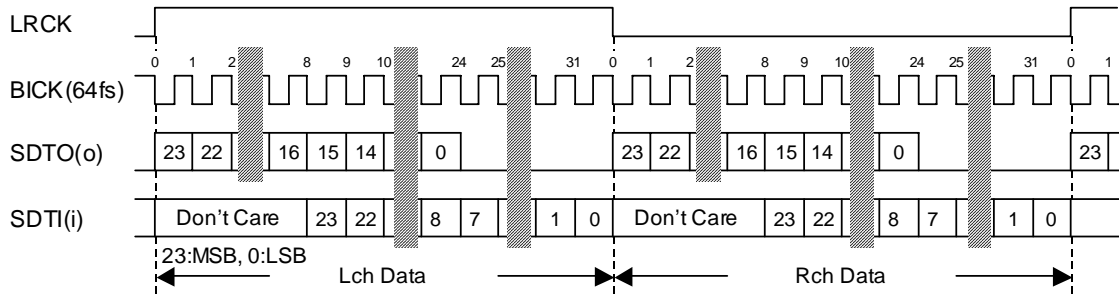 LRCK
0 1 2 8 9 10 24 25 31 0 1 2 8 9 10 24 25 31 0 1
BICK(64fs)
SDTO(o) 23 22 16 15 14 0 23 22 16 15 14 0 23
SDTI(i) Don't Care 23 22 8 7 1 0 Don't Care 23 22 8 7 1 0
23:MSB, 0:LSB
Lch Data Rch Data